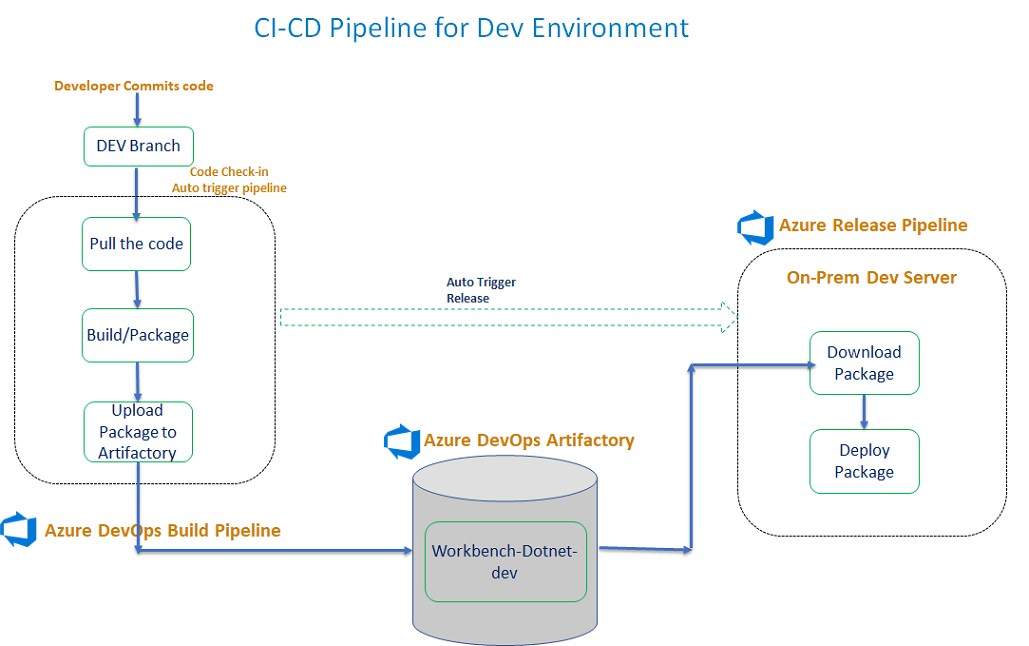 CI-CD Pipeline for Dev Environment
Developer Commits code
DEV Branch
Code Check-in
Auto trigger pipeline
Pull the code
Build/Package
Upload
Package to
Artifactory
Azure DevOps Build Pipeline
Auto Trigger
Release
Azure DevOps Artifactory
Workbench-Dotnet-
dev
Azure Release Pipeline
On-Prem Dev Server
Download
Package
Deploy
Package